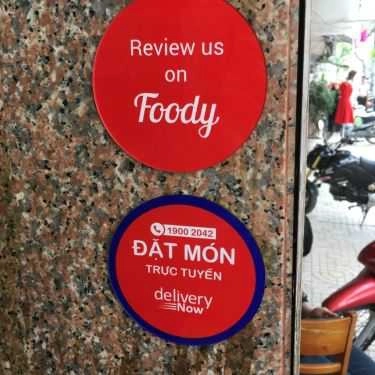 Review us
on
Foody
1900 2042
ĐẶT MÓN
TRỰC TUYẾN
delivery
Now